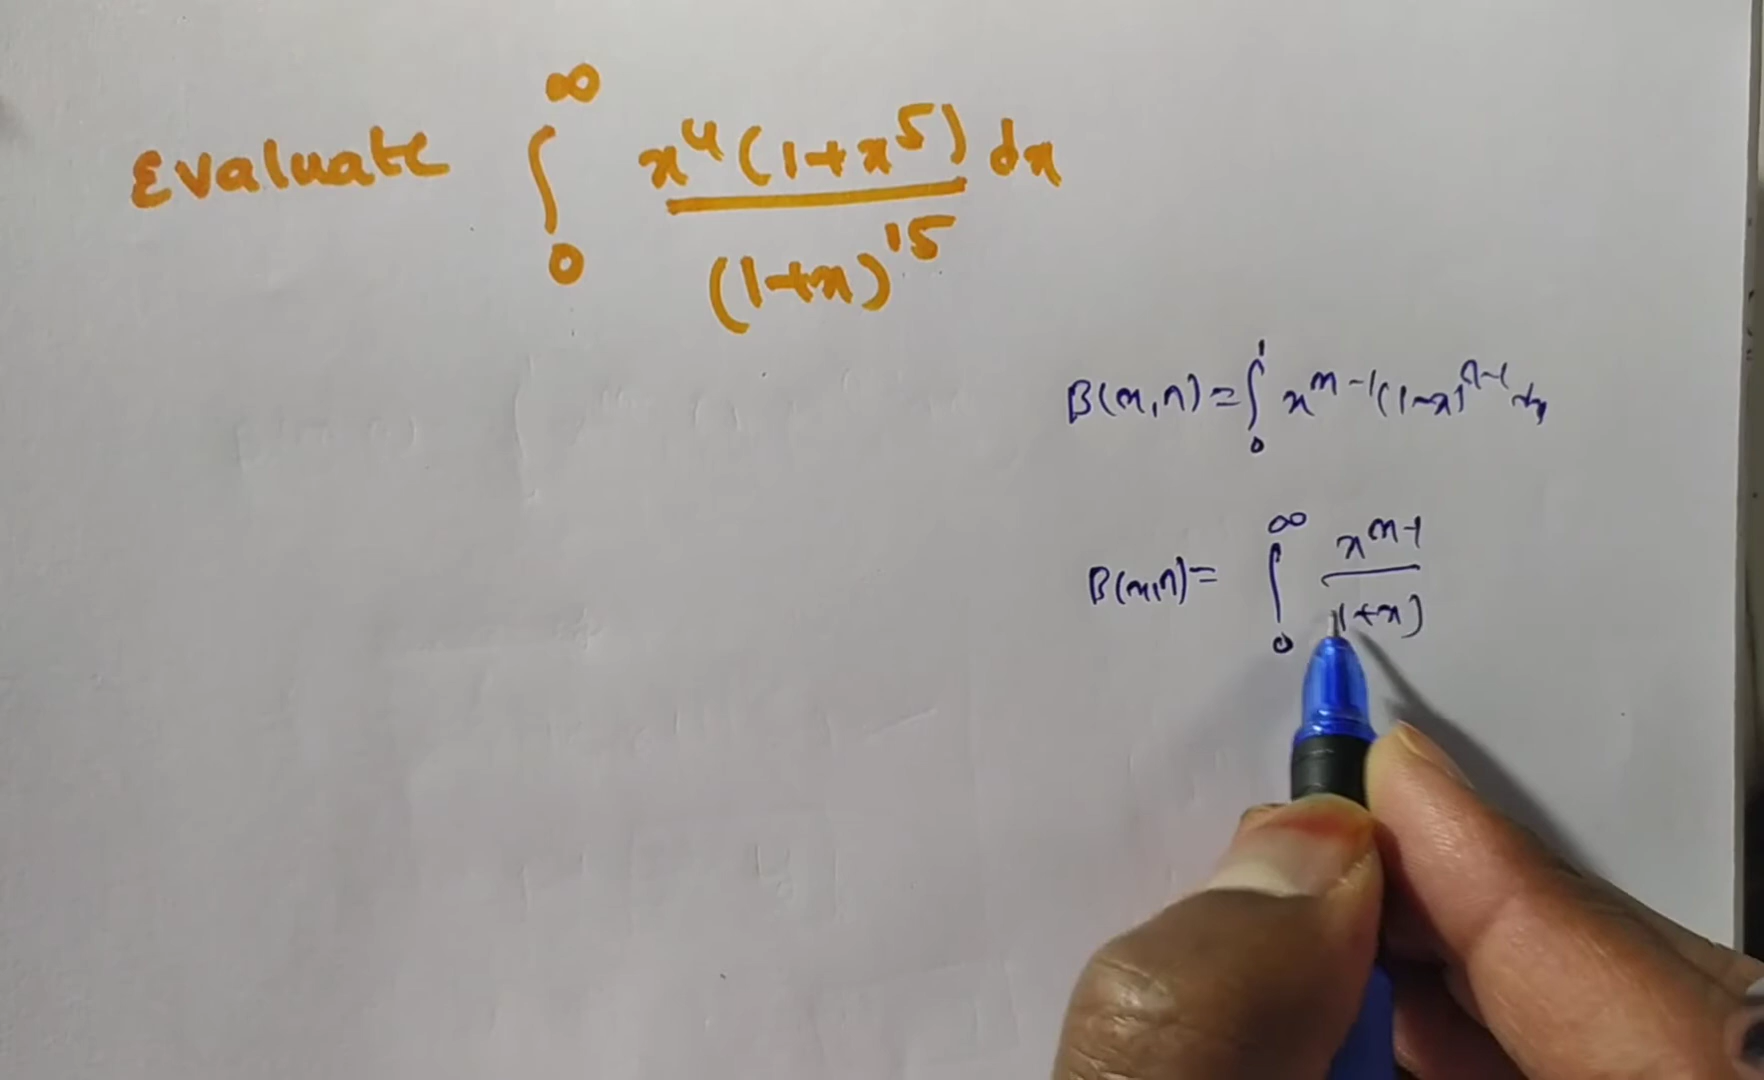 Evaluate ∫₀^∞ x⁴(1+x⁵) dx / (1+x)¹⁵
B(m,n) = ∫₀¹ x^{m-1}(1-x)^{n-1} dx
B(m,n) = ∫₀^∞ x^{m-1} / (1+x)